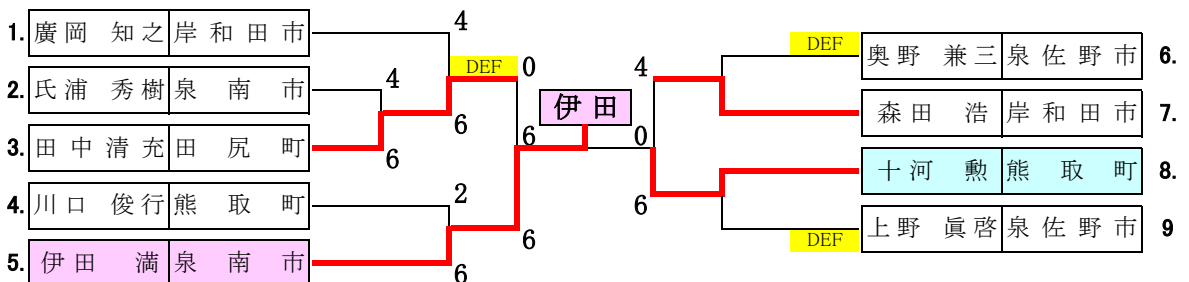 1. 廣岡 知之 岸和田市
2. 氏浦 秀樹 泉南市
3. 田中清充 田尻町
4. 川口 俊行 熊取町
5. 伊田 満 泉南市
4
4
6
DEF
0
6
2
6
6
6
伊田
4
0
6
DEF
DEF
奥野 兼三 泉佐野市 6.
森田 浩 岸和田市 7.
十河 勲 熊取町 8.
上野 眞啓 泉佐野市 9